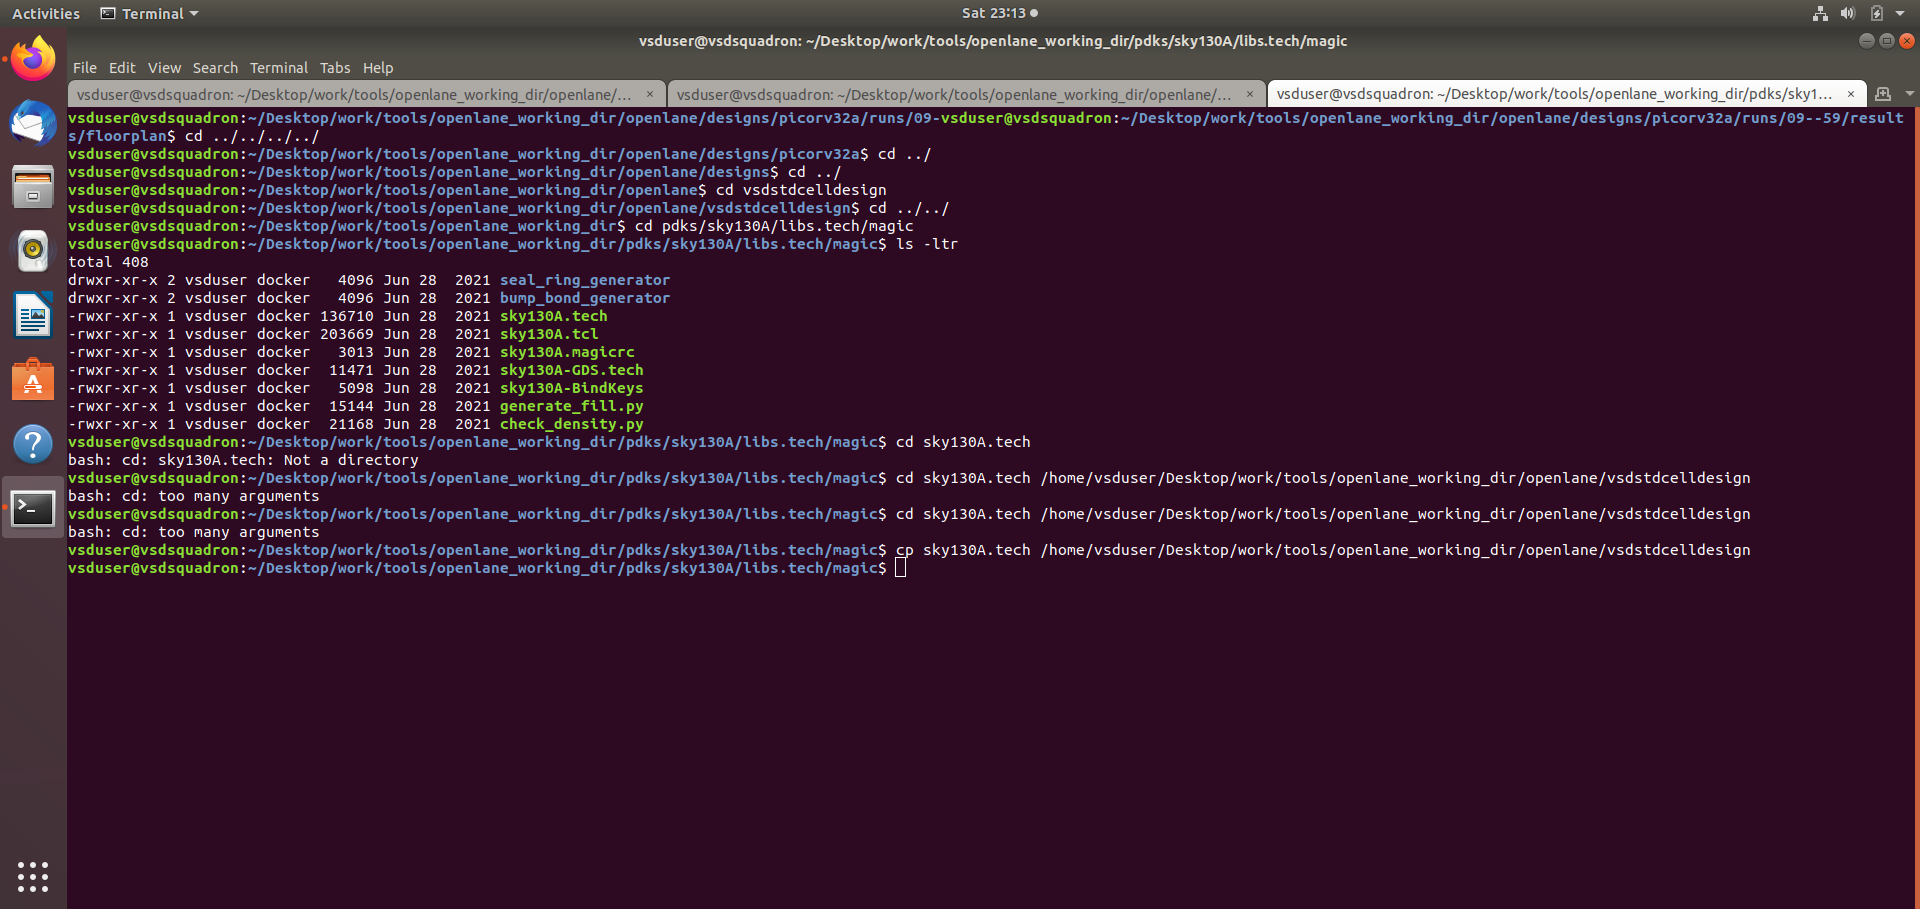 Activities
Terminal
Sat 23:13
vsduser@vsdsquadron: ~/Desktop/work/tools/openlane_working_dir/pdks/sky130A/libs.tech/magic
File Edit View Search Terminal Tabs Help
vsduser@vsdsquadron: ~/Desktop/work/tools/openlane_working_dir/openlane/...
vsduser@vsdsquadron: ~/Desktop/work/tools/openlane_working_dir/openlane/...
vsduser@vsdsquadron: ~/Desktop/work/tools/openlane_working_dir/pdks/sky1...
vsduser@vsdsquadron:~/Desktop/work/tools/openlane_working_dir/openlane/designs/picorv32a/runs/09-vsduser@vsdsquadron:~/Desktop/work/tools/openlane_working_dir/openlane/designs/picorv32a/runs/09--59/result
s/floorplan$ cd ../../../../
vsduser@vsdsquadron:~/Desktop/work/tools/openlane_working_dir/openlane/designs/picorv32a$ cd ../
vsduser@vsdsquadron:~/Desktop/work/tools/openlane_working_dir/openlane/designs$ cd ../
vsduser@vsdsquadron:~/Desktop/work/tools/openlane_working_dir/openlane$ cd vsdstdcelldesign
vsduser@vsdsquadron:~/Desktop/work/tools/openlane_working_dir/openlane/vsdstdcelldesign$ cd ../../
vsduser@vsdsquadron:~/Desktop/work/tools/openlane_working_dir$ cd pdks/sky130A/libs.tech/magic
vsduser@vsdsquadron:~/Desktop/work/tools/openlane_working_dir/pdks/sky130A/libs.tech/magic$ ls -ltr
total 408
drwxr-xr-x 2 vsduser docker   4096 Jun 28  2021 seal_ring_generator
drwxr-xr-x 2 vsduser docker   4096 Jun 28  2021 bump_bond_generator
-rwxr-xr-x 1 vsduser docker 136710 Jun 28  2021 sky130A.tech
-rwxr-xr-x 1 vsduser docker 203669 Jun 28  2021 sky130A.tcl
-rwxr-xr-x 1 vsduser docker   3013 Jun 28  2021 sky130A.magicrc
-rwxr-xr-x 1 vsduser docker  11471 Jun 28  2021 sky130A-GDS.tech
-rwxr-xr-x 1 vsduser docker   5098 Jun 28  2021 sky130A-BindKeys
-rwxr-xr-x 1 vsduser docker  15144 Jun 28  2021 generate_fill.py
-rwxr-xr-x 1 vsduser docker  21168 Jun 28  2021 check_density.py
vsduser@vsdsquadron:~/Desktop/work/tools/openlane_working_dir/pdks/sky130A/libs.tech/magic$ cd sky130A.tech
bash: cd: sky130A.tech: Not a directory
vsduser@vsdsquadron:~/Desktop/work/tools/openlane_working_dir/pdks/sky130A/libs.tech/magic$ cd sky130A.tech /home/vsduser/Desktop/work/tools/openlane_working_dir/openlane/vsdstdcelldesign
bash: cd: too many arguments
vsduser@vsdsquadron:~/Desktop/work/tools/openlane_working_dir/pdks/sky130A/libs.tech/magic$ cd sky130A.tech /home/vsduser/Desktop/work/tools/openlane_working_dir/openlane/vsdstdcelldesign
bash: cd: too many arguments
vsduser@vsdsquadron:~/Desktop/work/tools/openlane_working_dir/pdks/sky130A/libs.tech/magic$ cp sky130A.tech /home/vsduser/Desktop/work/tools/openlane_working_dir/openlane/vsdstdcelldesign
vsduser@vsdsquadron:~/Desktop/work/tools/openlane_working_dir/pdks/sky130A/libs.tech/magic$